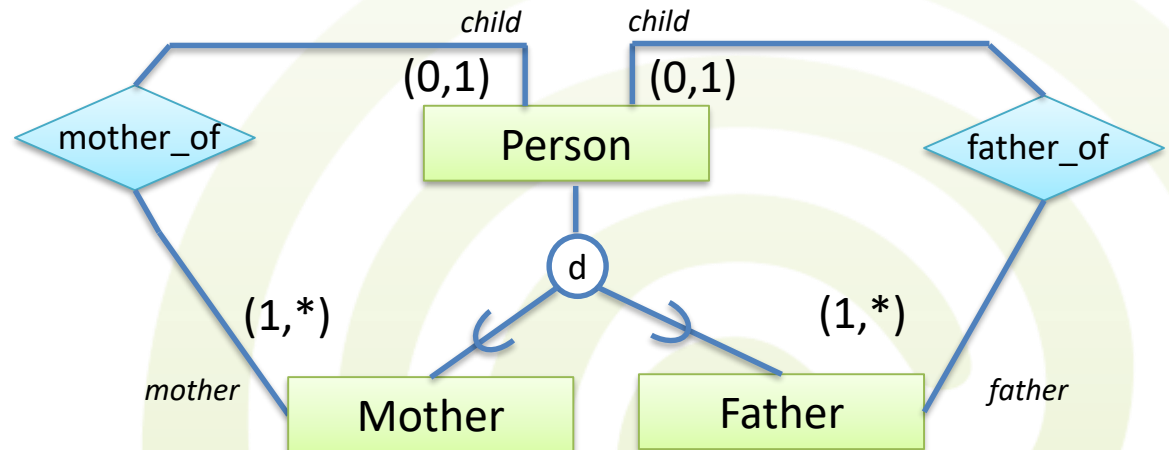 child child
(0,1) (0,1)
mother_of Person father_of
d
(1,*) (1,*)
mother father
Mother Father